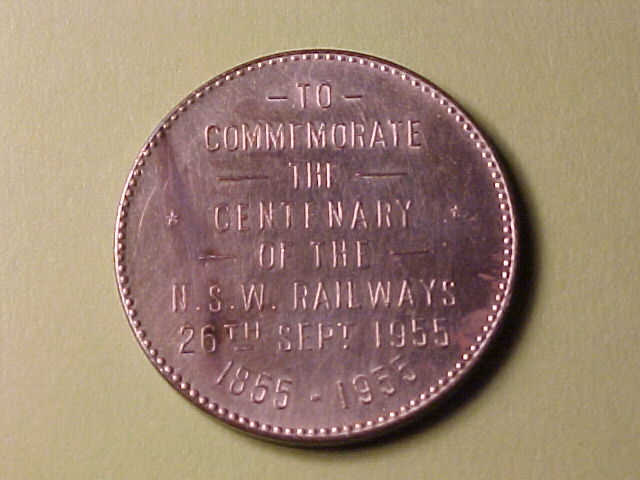 - TO -
COMMEMORATE
— THE —
* CENTENARY *
— OF THE —
N.S.W. RAILWAYS
26TH SEPT 1955
1855 - 1955